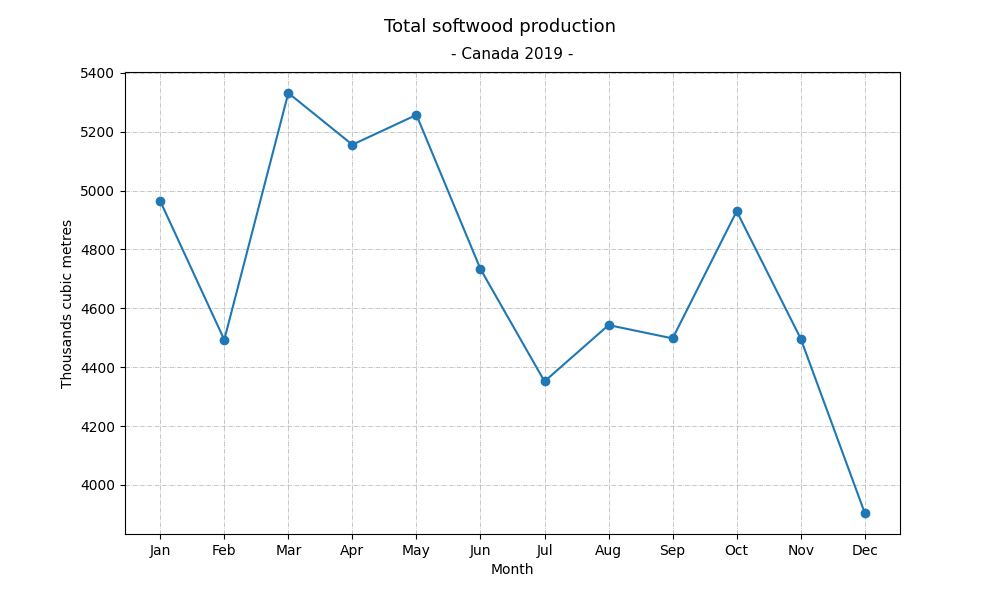 Total softwood production
- Canada 2019 -
5400
5200
5000
4800
4600
4400
4200
4000
Thousands cubic metres
Jan Feb Mar Apr May Jun Jul Aug Sep Oct Nov Dec
Month